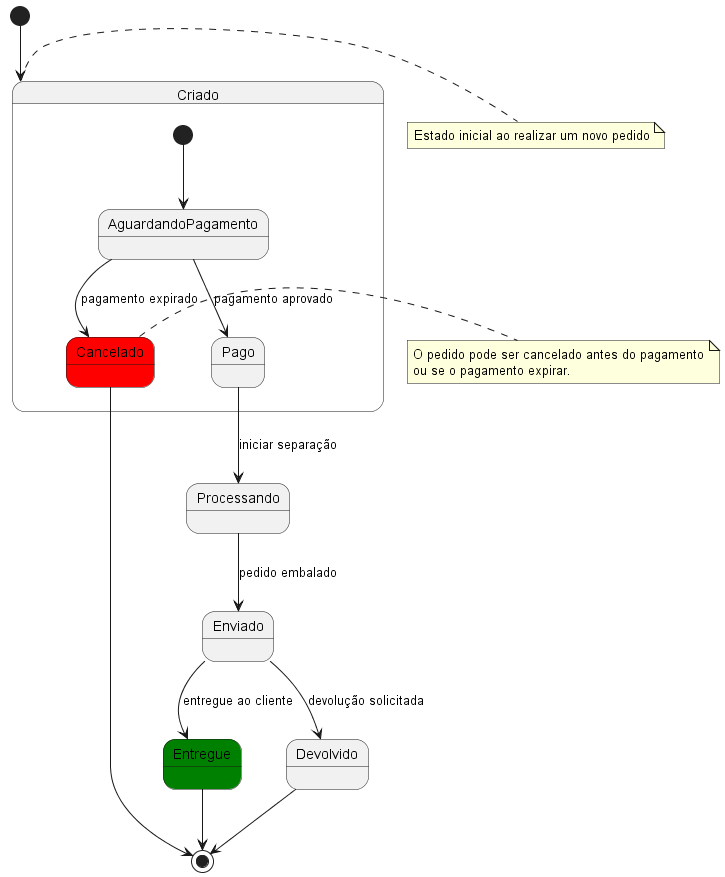 Criado
Estado inicial ao realizar um novo pedido
AguardandoPagamento
pagamento expirado
pagamento aprovado
Cancelado
Pago
O pedido pode ser cancelado antes do pagamento
ou se o pagamento expirar.
iniciar separação
Processando
pedido embalado
Enviado
entregue ao cliente
devolução solicitada
Entregue
Devolvido